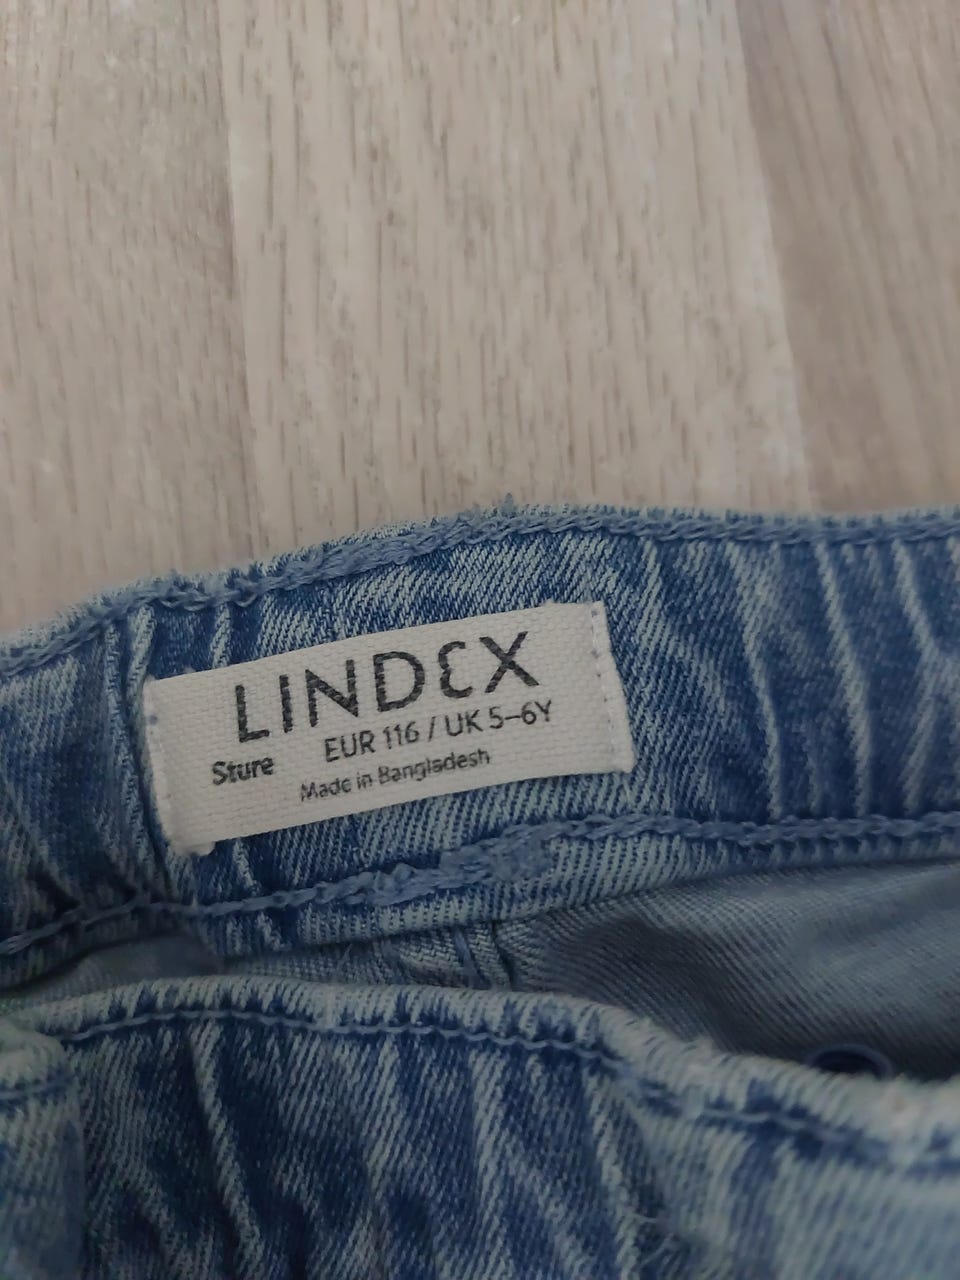 LINDEX
Sture EUR 116 / UK 5–6Y
Made in Bangladesh